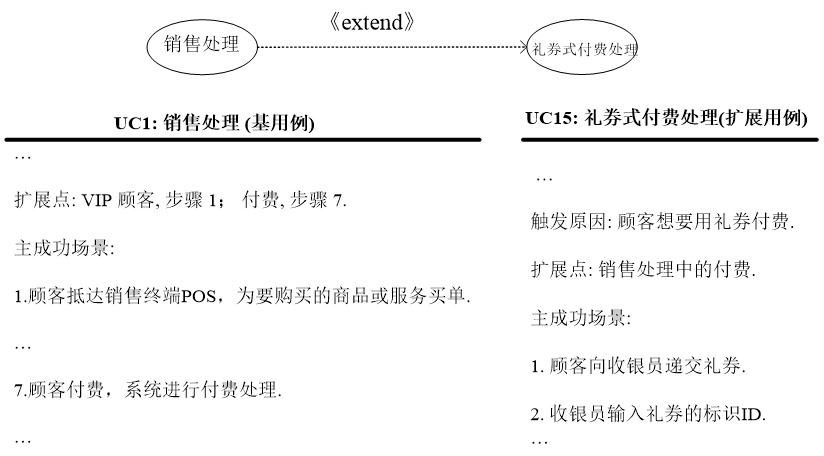 《extend》
销售处理
礼券式付费处理
UC1: 销售处理 (基用例)
…
扩展点: VIP 顾客, 步骤 1； 付费, 步骤 7.
主成功场景:
1.顾客抵达销售终端POS，为要购买的商品或服务买单.
…
7.顾客付费，系统进行付费处理.
…
UC15: 礼券式付费处理(扩展用例)
…
触发原因: 顾客想要用礼券付费.
扩展点: 销售处理中的付费.
主成功场景:
1. 顾客向收银员递交礼券.
2. 收银员输入礼券的标识ID.
…